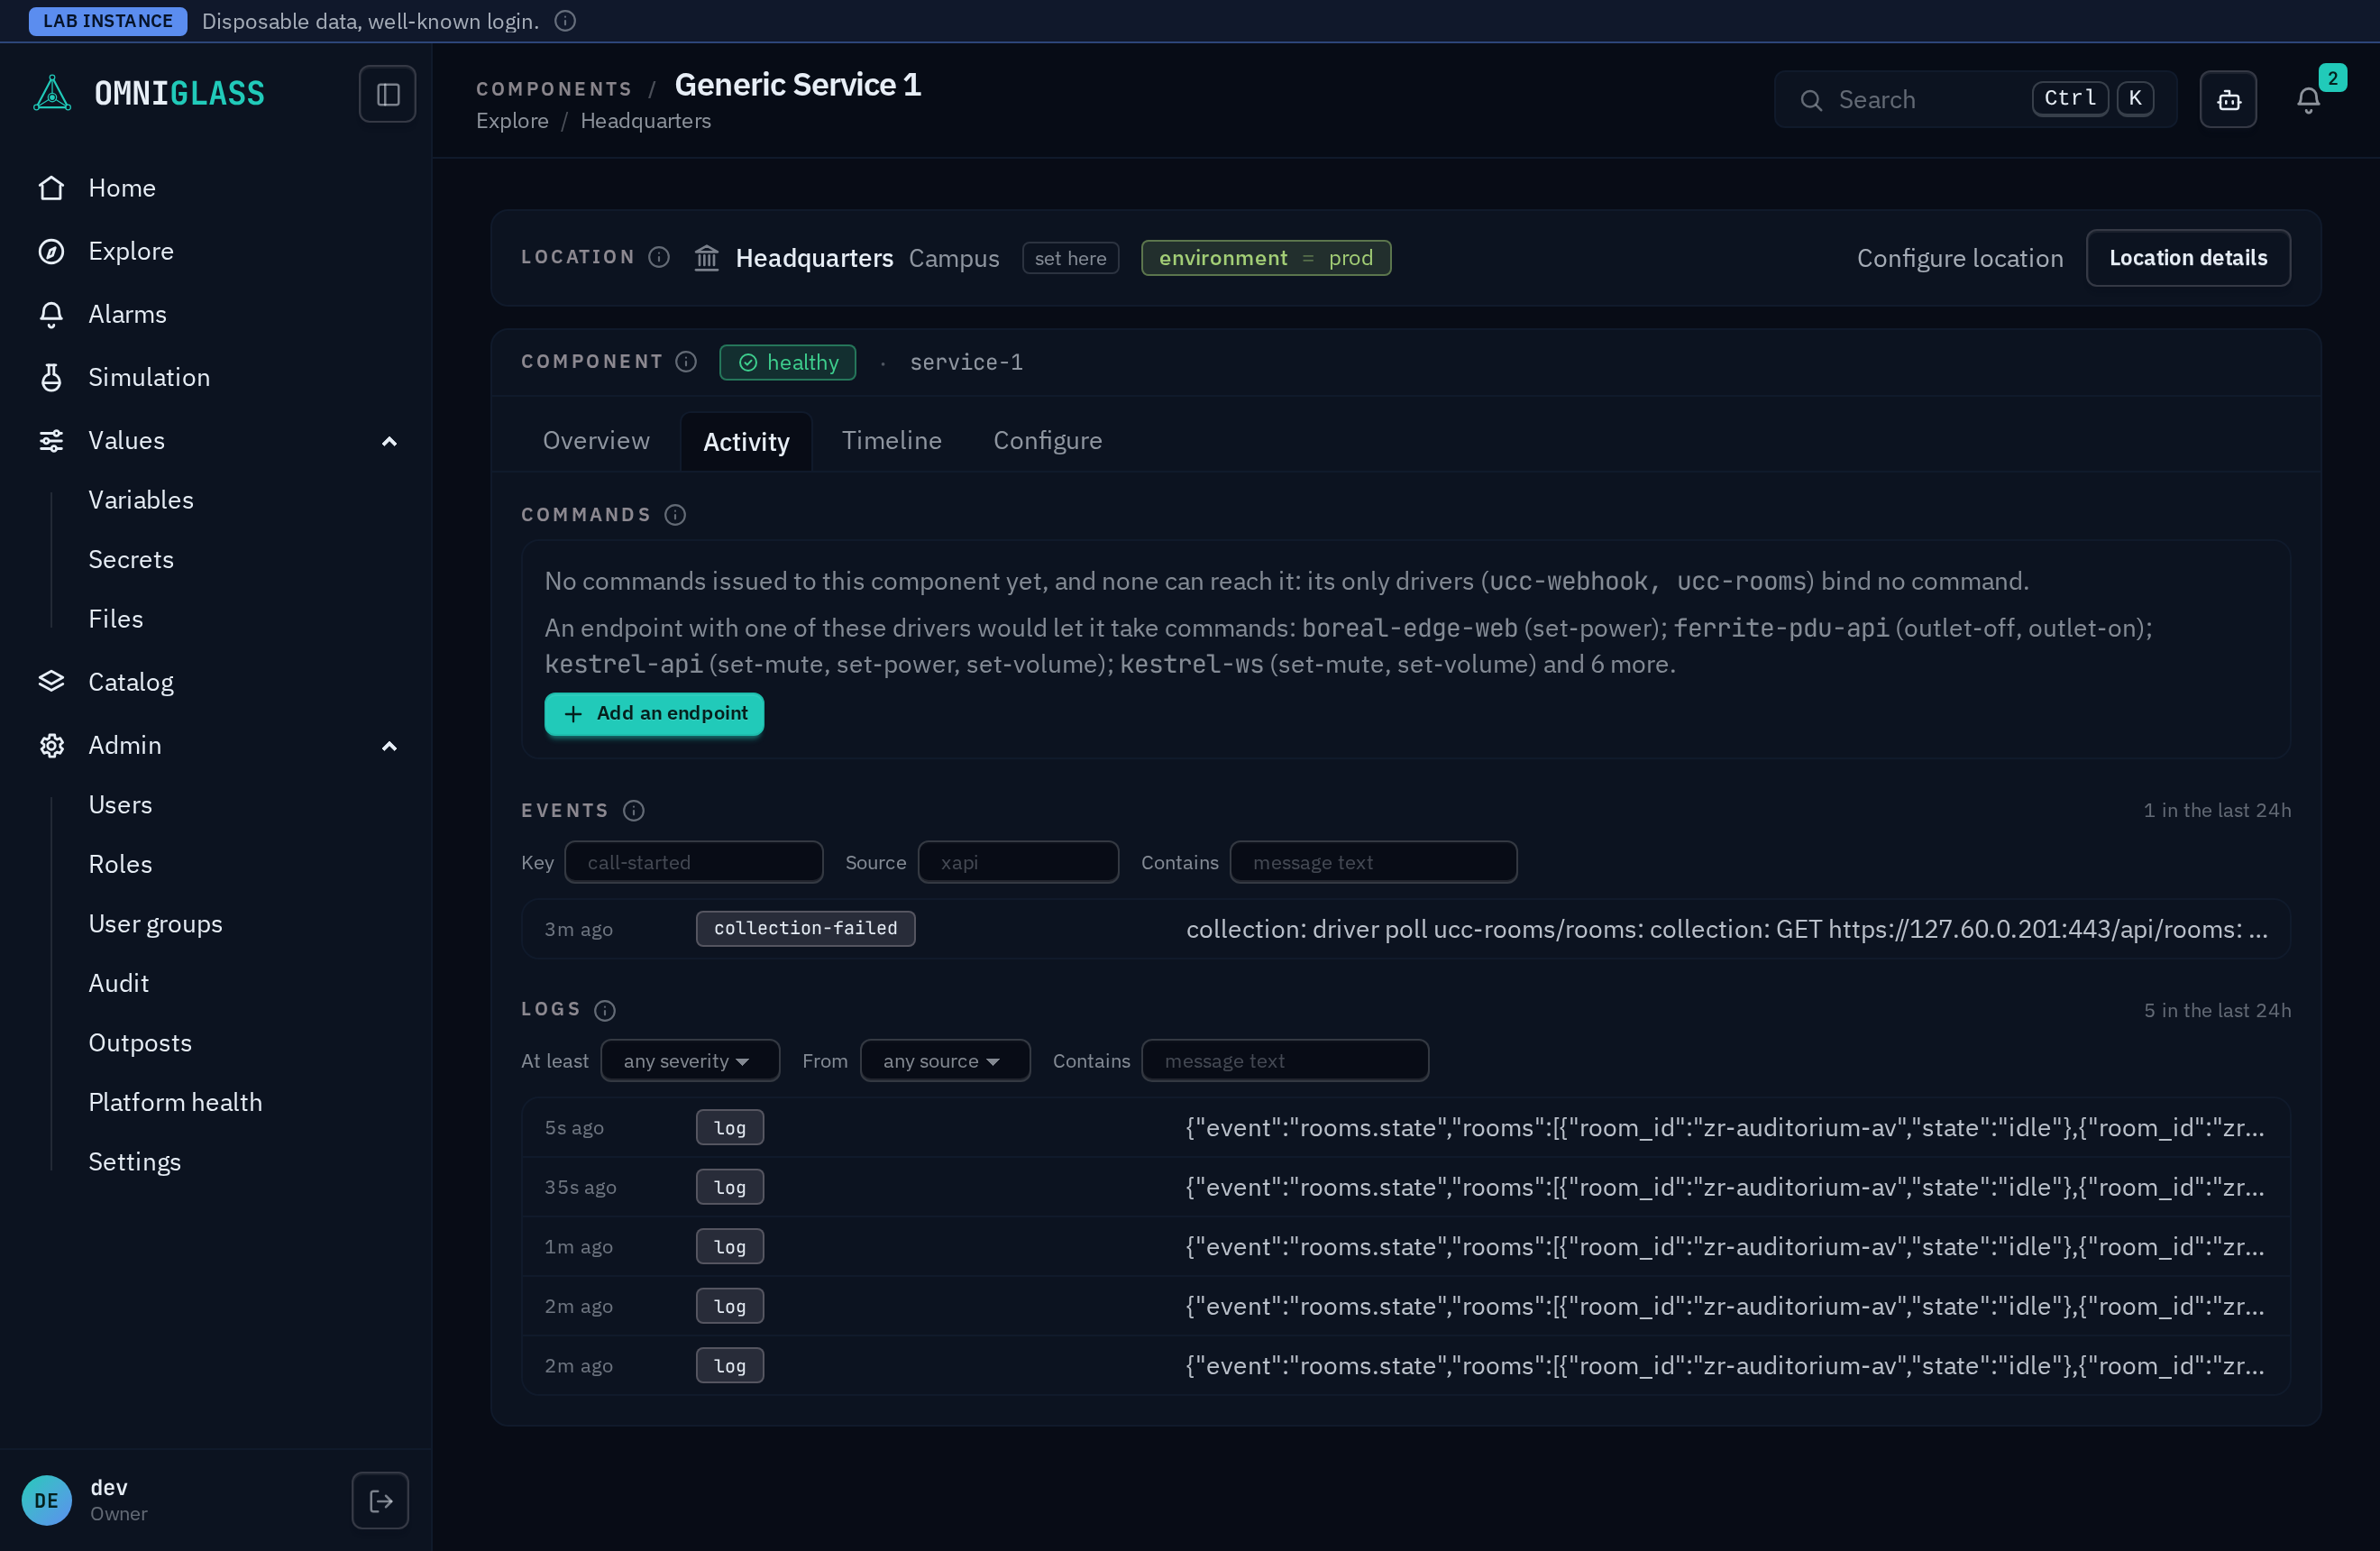 LAB INSTANCE Disposable data, well-known login.
OMNIGLASS
COMPONENTS / Generic Service 1
Explore / Headquarters
Search Ctrl K
2
Home
Explore
Alarms
Simulation
Values
Variables
Secrets
Files
Catalog
Admin
Users
Roles
User groups
Audit
Outposts
Platform health
Settings
DE dev
Owner
LOCATION Headquarters Campus set here environment = prod Configure location Location details
COMPONENT healthy · service-1
Overview Activity Timeline Configure
COMMANDS
No commands issued to this component yet, and none can reach it: its only drivers (ucc-webhook, ucc-rooms) bind no command.
An endpoint with one of these drivers would let it take commands: boreal-edge-web (set-power); ferrite-pdu-api (outlet-off, outlet-on);
kestrel-api (set-mute, set-power, set-volume); kestrel-ws (set-mute, set-volume) and 6 more.
+ Add an endpoint
EVENTS 1 in the last 24h
Key call-started Source xapi Contains message text
3m ago collection-failed collection: driver poll ucc-rooms/rooms: collection: GET https://127.60.0.201:443/api/rooms: ...
LOGS 5 in the last 24h
At least any severity From any source Contains message text
5s ago log {"event":"rooms.state","rooms":[{"room_id":"zr-auditorium-av","state":"idle"},{"room_id":"zr...
35s ago log {"event":"rooms.state","rooms":[{"room_id":"zr-auditorium-av","state":"idle"},{"room_id":"zr...
1m ago log {"event":"rooms.state","rooms":[{"room_id":"zr-auditorium-av","state":"idle"},{"room_id":"zr...
2m ago log {"event":"rooms.state","rooms":[{"room_id":"zr-auditorium-av","state":"idle"},{"room_id":"zr...
2m ago log {"event":"rooms.state","rooms":[{"room_id":"zr-auditorium-av","state":"idle"},{"room_id":"zr...